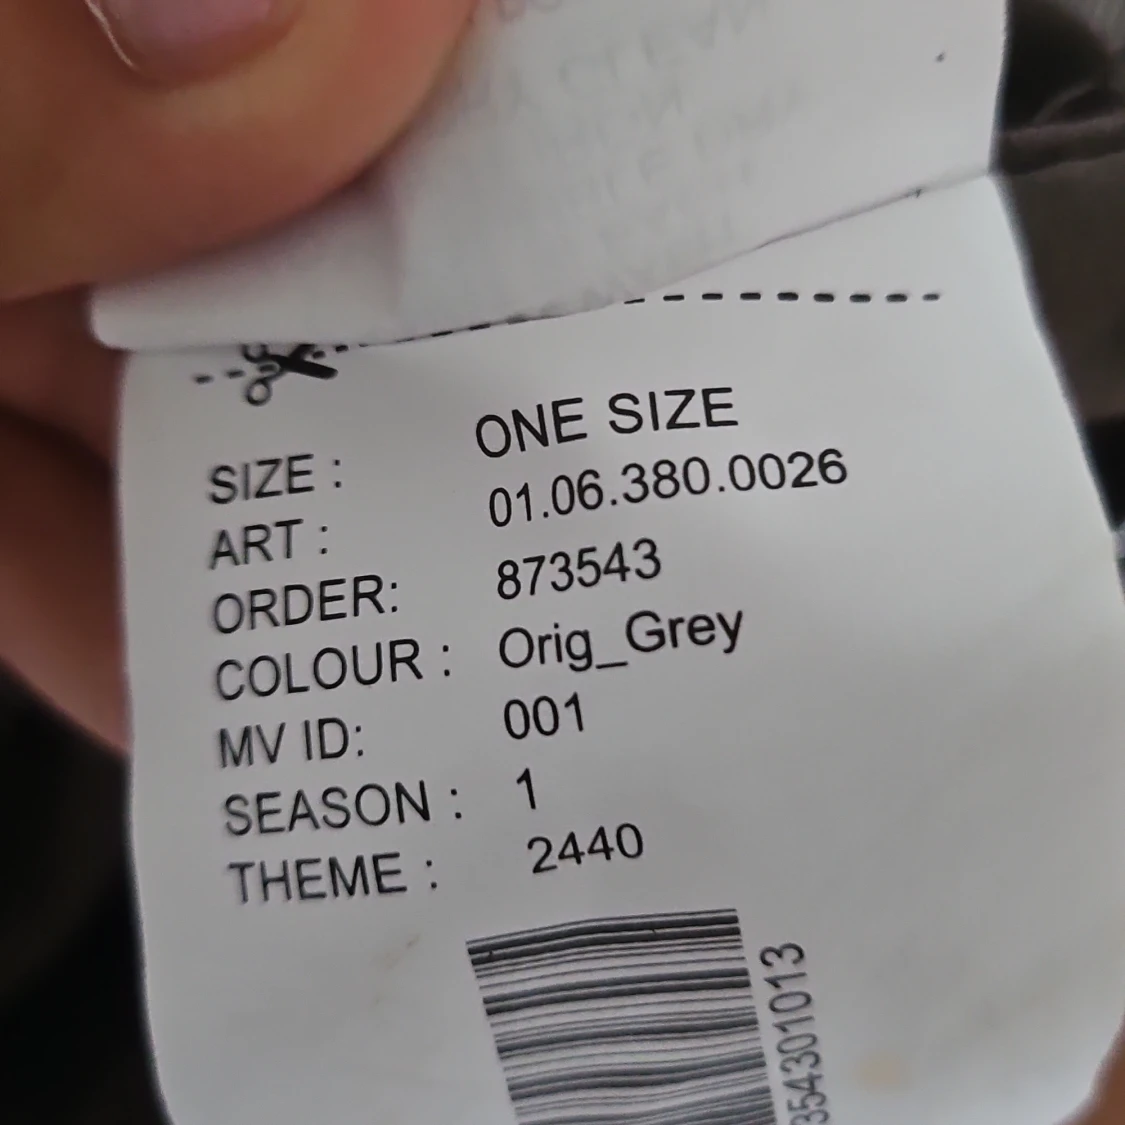 SIZE : ONE SIZE
ART : 01.06.380.0026
ORDER: 873543
COLOUR : Orig_Grey
MV ID: 001
SEASON : 1
THEME : 2440
354301013